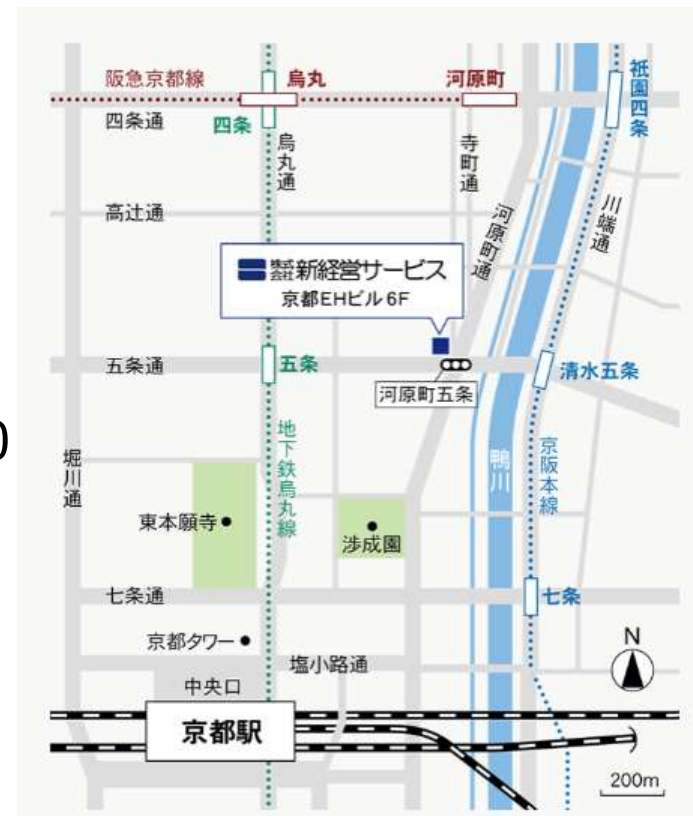 阪急京都線
烏丸
河原町
祇園四条
四条通
四条
烏丸通
寺町通
高辻通
河原町通
川端通
株式会社新経営サービス
京都EHビル 6F
五条通
五条
清水五条
河原町五条
堀川通
地下鉄烏丸線
鴨川
京阪本線
東本願寺
渉成園
七条通
七条
京都タワー
塩小路通
N
中央口
京都駅
200m
)